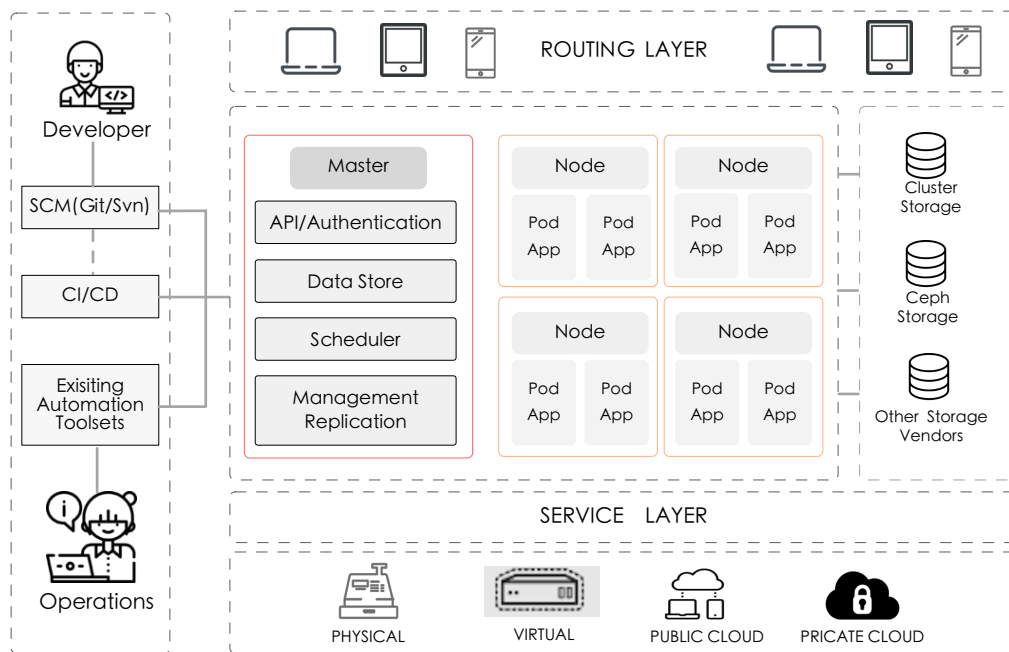 Developer
SCM(Git/Svn)
CI/CD
Exisiting
Automation
Toolsets
Operations
ROUTING LAYER
Master
API/Authentication
Data Store
Scheduler
Management
Replication
Node
Pod
App
Pod
App
Node
Pod
App
Pod
App
Node
Pod
App
Pod
App
Node
Pod
App
Pod
App
Cluster
Storage
Ceph
Storage
Other Storage
Vendors
SERVICE LAYER
PHYSICAL
VIRTUAL
PUBLIC CLOUD
PRICATE CLOUD